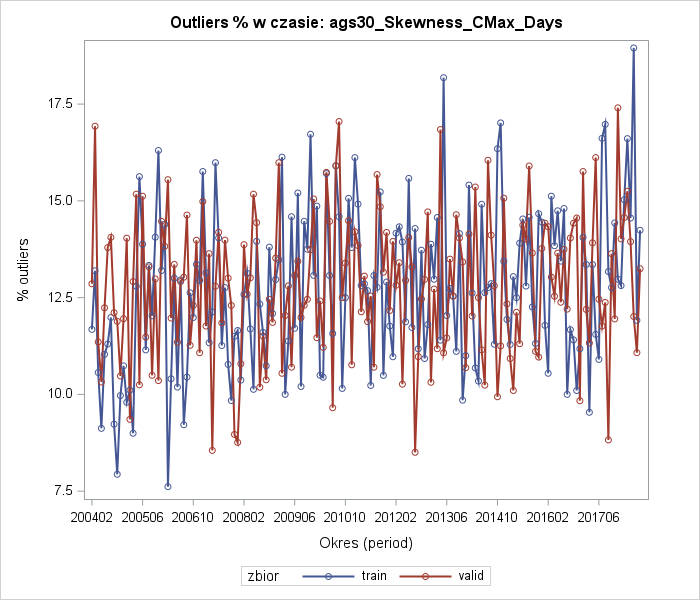 Outliers % w czasie: ags30_Skewness_CMax_Days
% outliers
17.5
15.0
12.5
10.0
7.5
200402 200506 200610 200802 200906 201010 201202 201306 201410 201602 201706
Okres (period)
zbior train valid